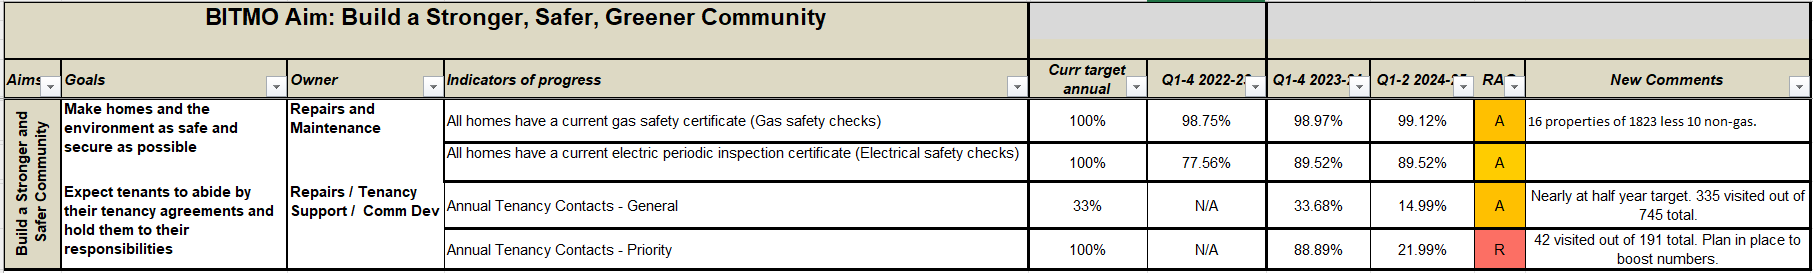 BITMO Aim: Build a Stronger, Safer, Greener Community
Aims
Goals
Owner
Indicators of progress
Curr target
annual
Q1-4 2022-2
Q1-4 2023-2
Q1-2 2024-2
RA
New Comments
Build a Stronger and
Safer Community
Make homes and the
environment as safe and
secure as possible
Repairs and
Maintenance
All homes have a current gas safety certificate (Gas safety checks)
100%
98.75%
98.97%
99.12%
A
16 properties of 1823 less 10 non-gas.
All homes have a current electric periodic inspection certificate (Electrical safety checks)
100%
77.56%
89.52%
89.52%
A
Expect tenants to abide by
their tenancy agreements and
hold them to their
responsibilities
Repairs / Tenancy
Support / Comm Dev
Annual Tenancy Contacts - General
33%
N/A
33.68%
14.99%
A
Nearly at half year target. 335 visited out of
745 total.
Annual Tenancy Contacts - Priority
100%
N/A
88.89%
21.99%
R
42 visited out of 191 total. Plan in place to
boost numbers.